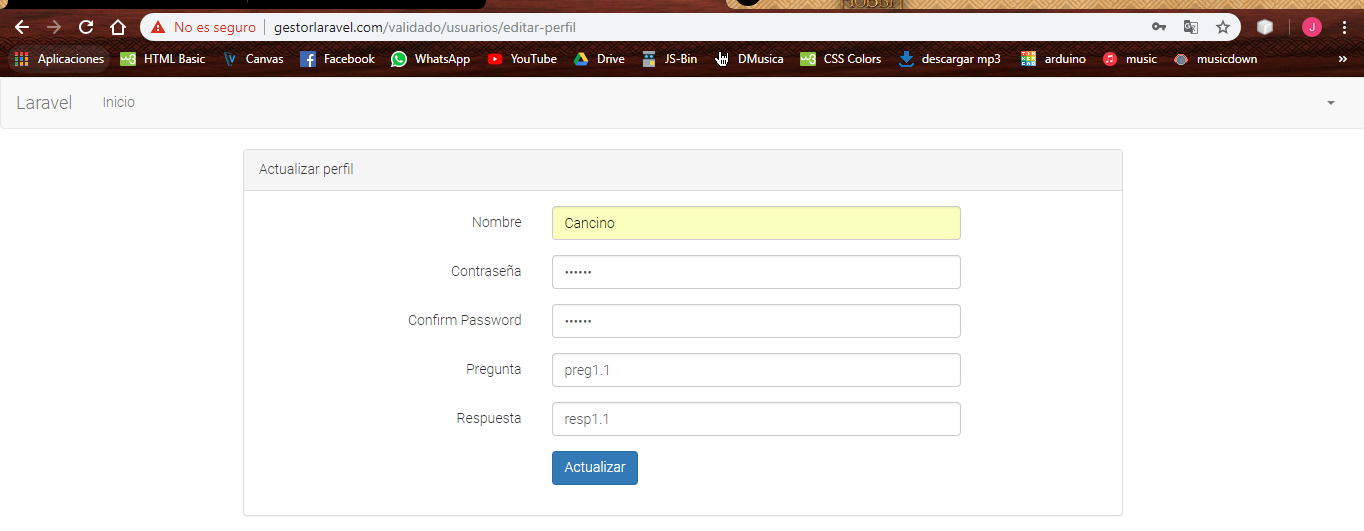 No es seguro | gestorlaravel.com/validado/usuarios/editar-perfil J
Aplicaciones HTML Basic Canvas Facebook WhatsApp YouTube Drive JS-Bin DMusica CSS Colors descargar mp3 arduino music musicdown »
Laravel Inicio
Actualizar perfil
Nombre Cancino
Contraseña ••••••
Confirm Password ••••••
Pregunta preg1.1
Respuesta resp1.1
Actualizar